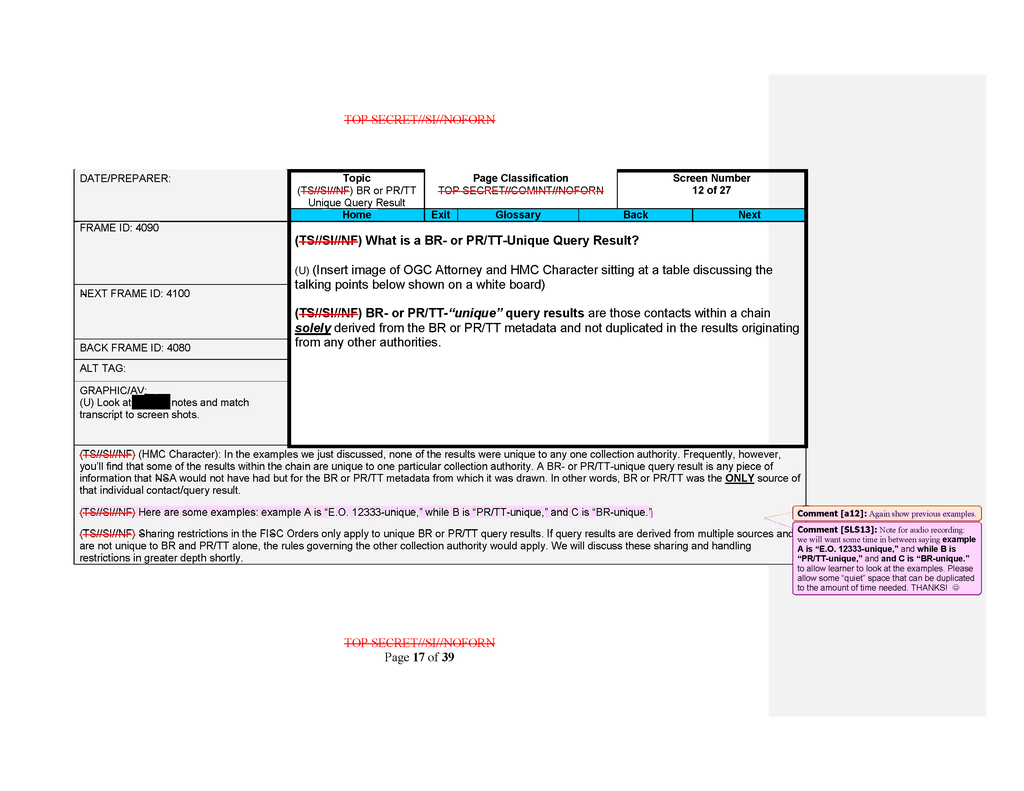 TOP SECRET//SI//NOFORN
DATE/PREPARER:
Topic
(TS//SI//NF) BR or PR/TT
Unique Query Result
Page Classification
TOP SECRET//COMINT//NOFORN
Screen Number
12 of 27
Home Exit Glossary Back Next
FRAME ID: 4090
NEXT FRAME ID: 4100
BACK FRAME ID: 4080
ALT TAG:
GRAPHIC/AV:
(U) Look at notes and match
transcript to screen shots.
(TS//SI//NF) What is a BR- or PR/TT-Unique Query Result?
(U) (Insert image of OGC Attorney and HMC Character sitting at a table discussing the
talking points below shown on a white board)
(TS//SI//NF) BR- or PR/TT-“unique” query results are those contacts within a chain
solely derived from the BR or PR/TT metadata and not duplicated in the results originating
from any other authorities.
(TS//SI//NF) (HMC Character): In the examples we just discussed, none of the results were unique to any one collection authority. Frequently, however,
you’ll find that some of the results within the chain are unique to one particular collection authority. A BR- or PR/TT-unique query result is any piece of
information that NSA would not have had but for the BR or PR/TT metadata from which it was drawn. In other words, BR or PR/TT was the ONLY source of
that individual contact/query result.
(TS//SI//NF) Here are some examples: example A is “E.O. 12333-unique,” while B is “PR/TT-unique,” and C is “BR-unique.”
(TS//SI//NF) Sharing restrictions in the FISC Orders only apply to unique BR or PR/TT query results. If query results are derived from multiple sources and
are not unique to BR and PR/TT alone, the rules governing the other collection authority would apply. We will discuss these sharing and handling
restrictions in greater depth shortly.
Comment [a12]: Again show previous examples.
Comment [SLS13]: Note for audio recording:
we will want some time in between saying example
A is “E.O. 12333-unique,” and while B is
“PR/TT-unique,” and and C is “BR-unique.”
to allow learner to look at the examples. Please
allow some “quiet” space that can be duplicated
to the amount of time needed. THANKS! ☺
TOP SECRET//SI//NOFORN
Page 17 of 39